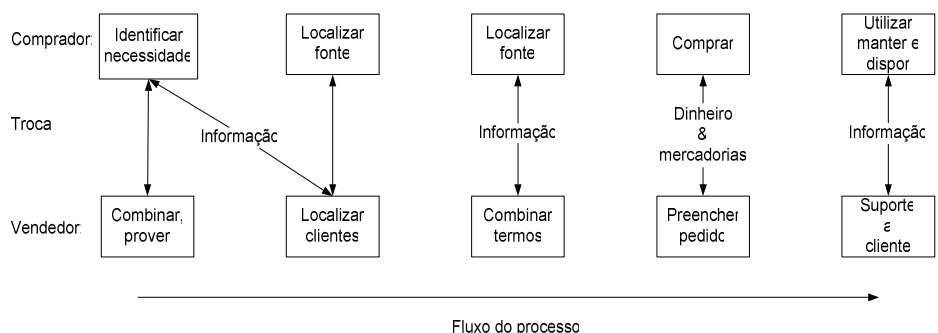 Comprador:
Identificar
necessidade
Localizar
fonte
Localizar
fonte
Comprar
Utilizar
manter e
dispor
Troca
Informação
Informação
Dinheiro
&
mercadorias
Informação
Vendedor:
Combinar,
prover
Localizar
clientes
Combinar
termos
Preencher
pedido
Suporte
a
cliente
Fluxo do processo